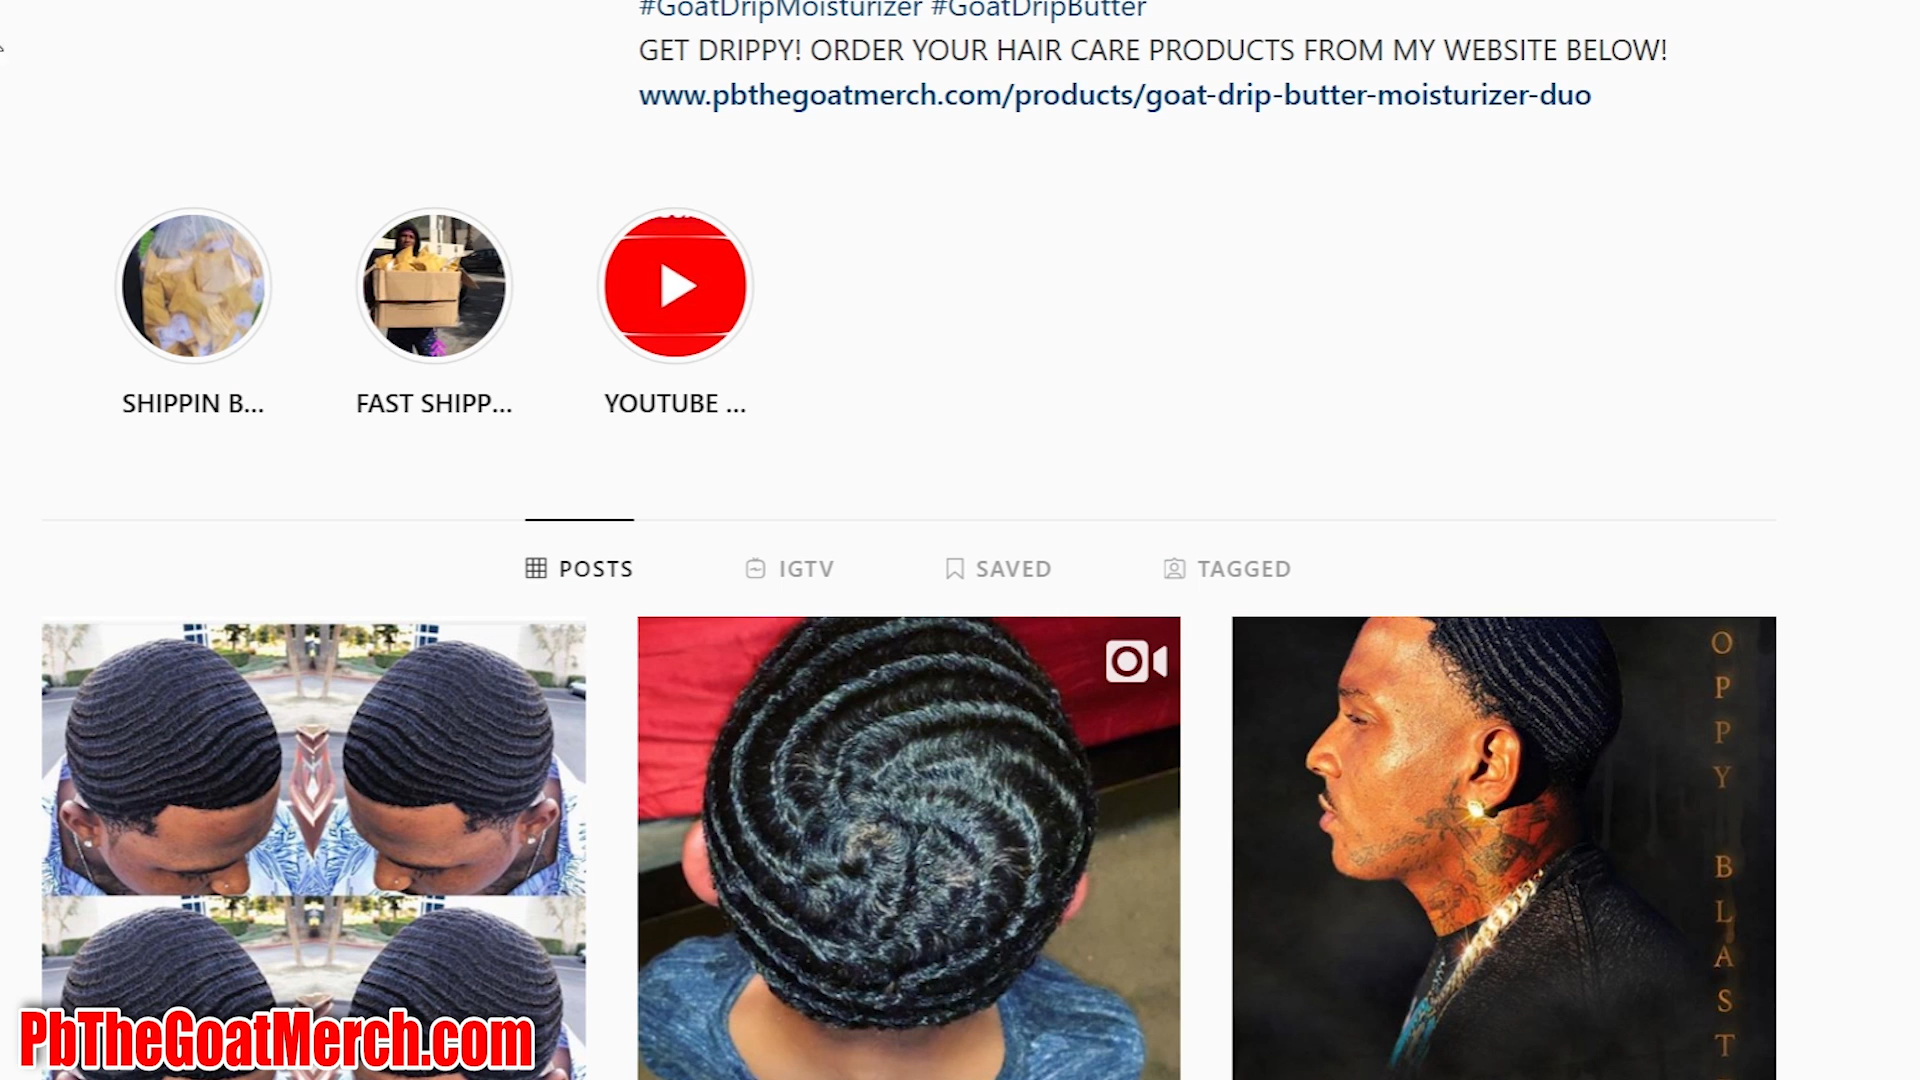 #GoatDripMoisturizer #GoatDripButter
GET DRIPPY! ORDER YOUR HAIR CARE PRODUCTS FROM MY WEBSITE BELOW!
www.pbthegoatmerch.com/products/goat-drip-butter-moisturizer-duo
SHIPPIN B...
FAST SHIPP...
YOUTUBE ...
POSTS
IGTV
SAVED
TAGGED
OPPY BLAST
PbTheGoatMerch.com